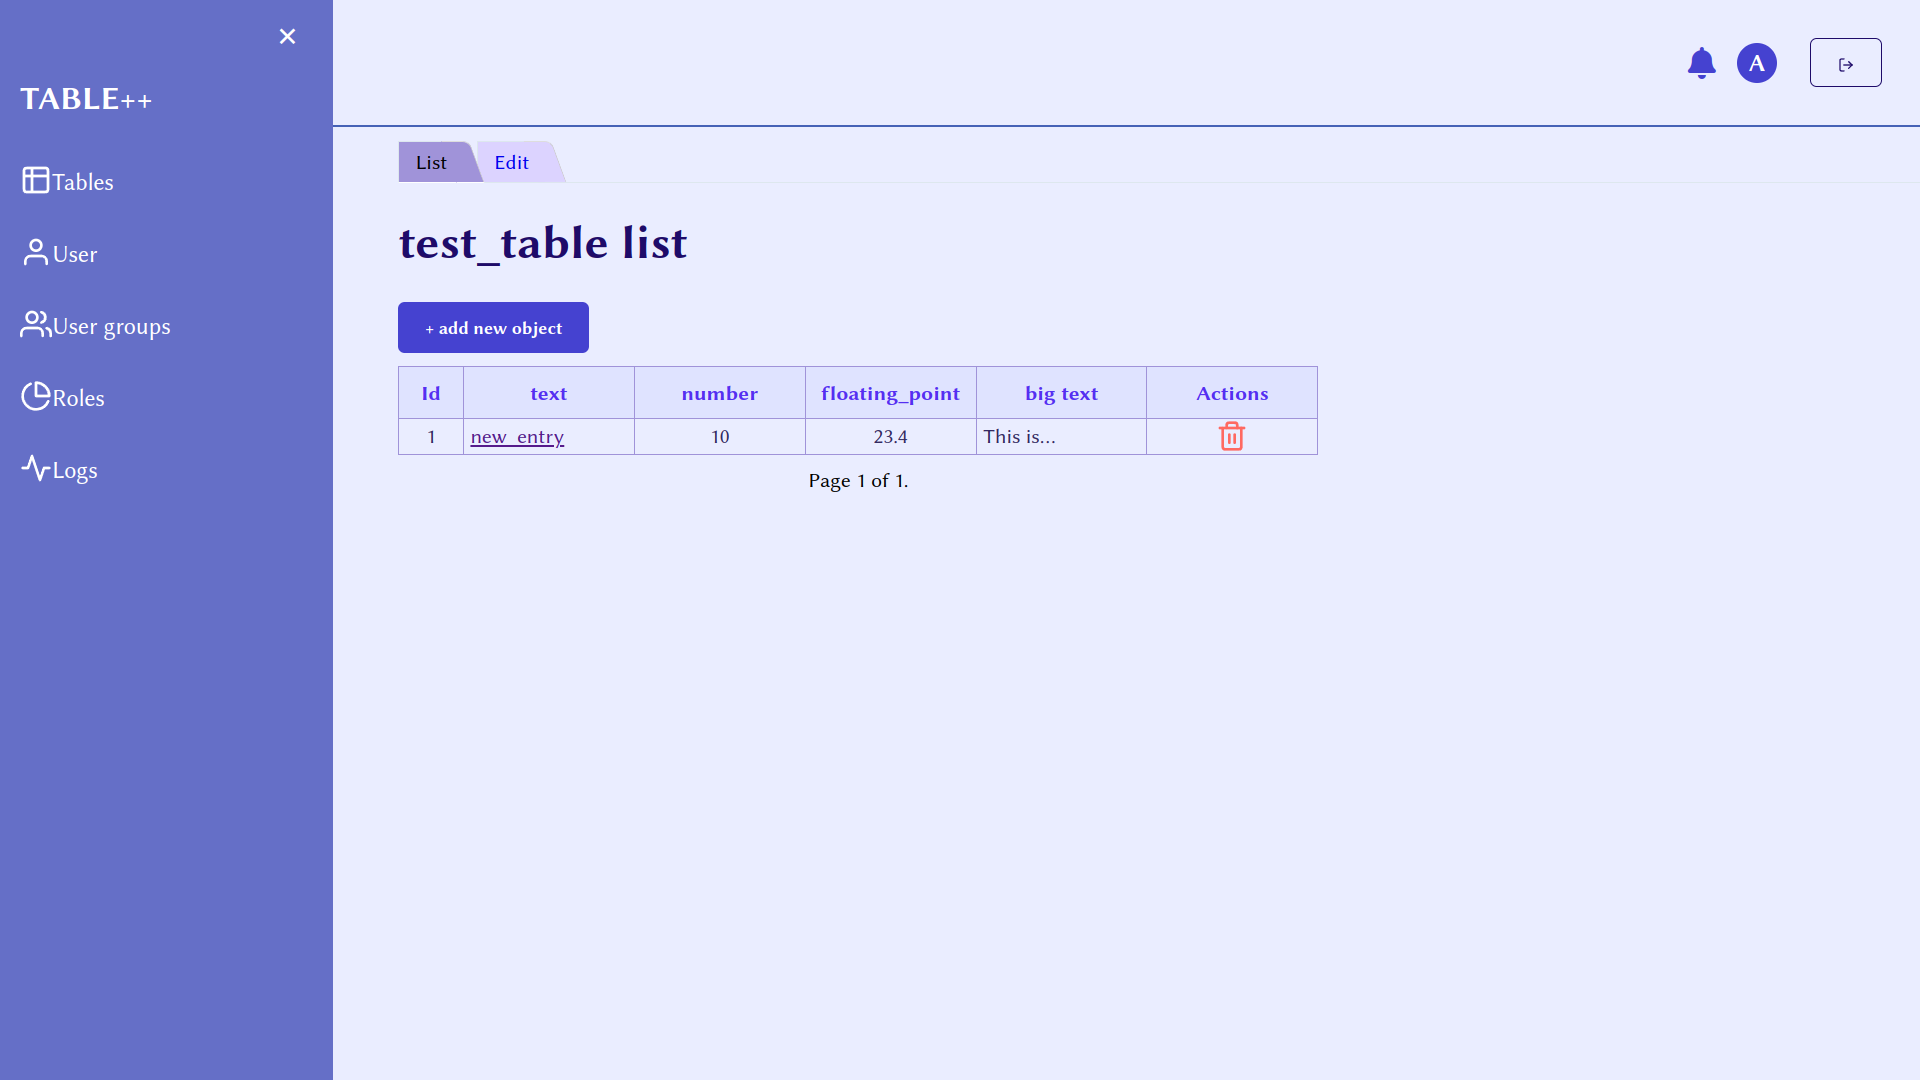 ×
TABLE++
Tables
User
User groups
Roles
Logs
A
List
Edit
test_table list
+ add new object
Id text number floating_point big text Actions
1 new_entry 10 23.4 This is...
Page 1 of 1.